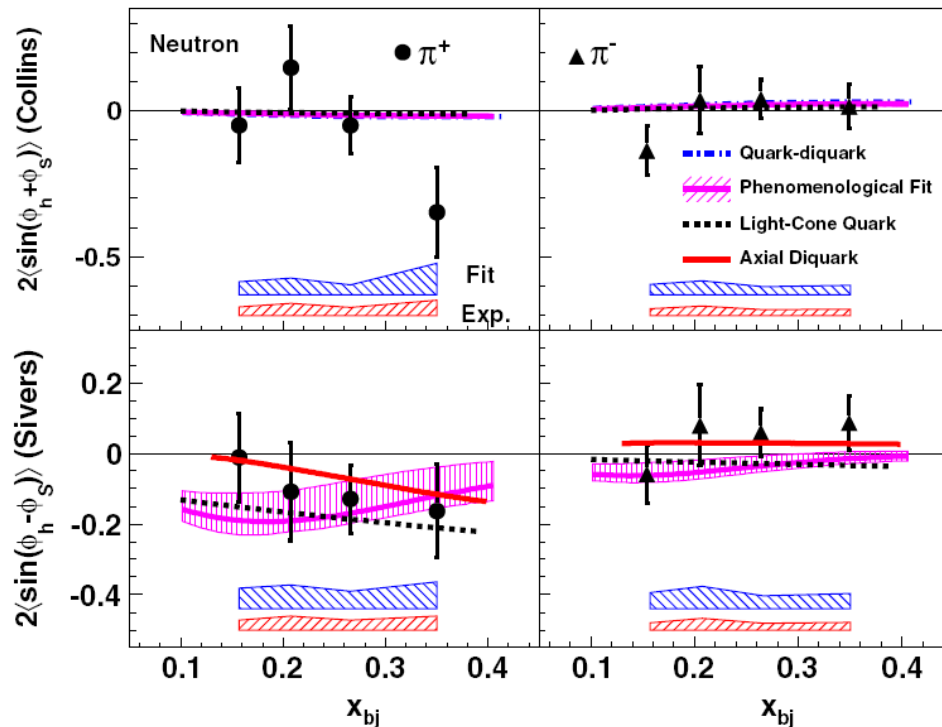 2⟨sin(ϕh+ϕS)⟩ (Collins)
Neutron
π+
π-
0
-0.5
Quark-diquark
Phenomenological Fit
Light-Cone Quark
Axial Diquark
Fit
Exp.
2⟨sin(ϕh-ϕS)⟩ (Sivers)
0.2
0
-0.2
-0.4
0.1 0.2 0.3 0.4 0.1 0.2 0.3 0.4
xbj xbj